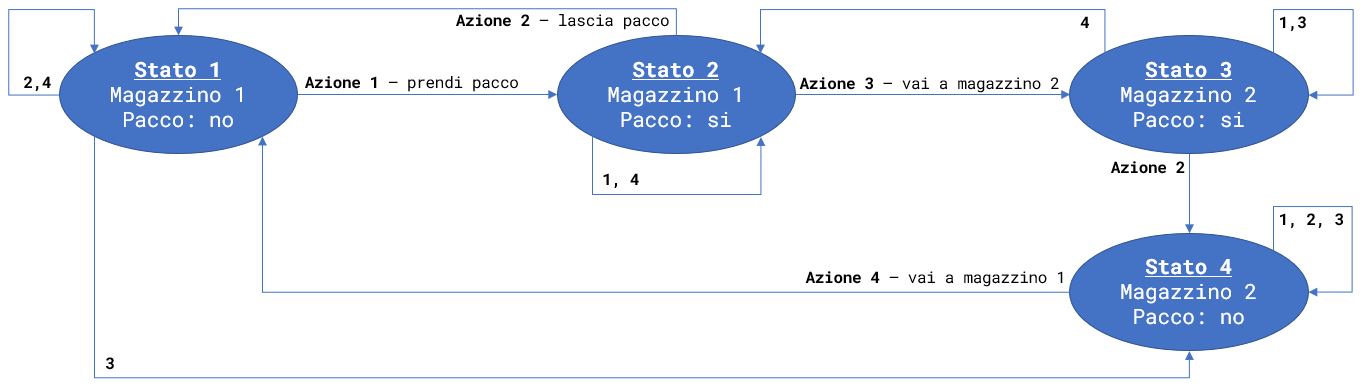 Azione 2 – lascia pacco
4
1,3
2,4
Stato 1
Magazzino 1
Pacco: no
Azione 1 – prendi pacco
Stato 2
Magazzino 1
Pacco: si
Azione 3 – vai a magazzino 2
Stato 3
Magazzino 2
Pacco: si
1, 4
Azione 2
1, 2, 3
Azione 4 – vai a magazzino 1
Stato 4
Magazzino 2
Pacco: no
3